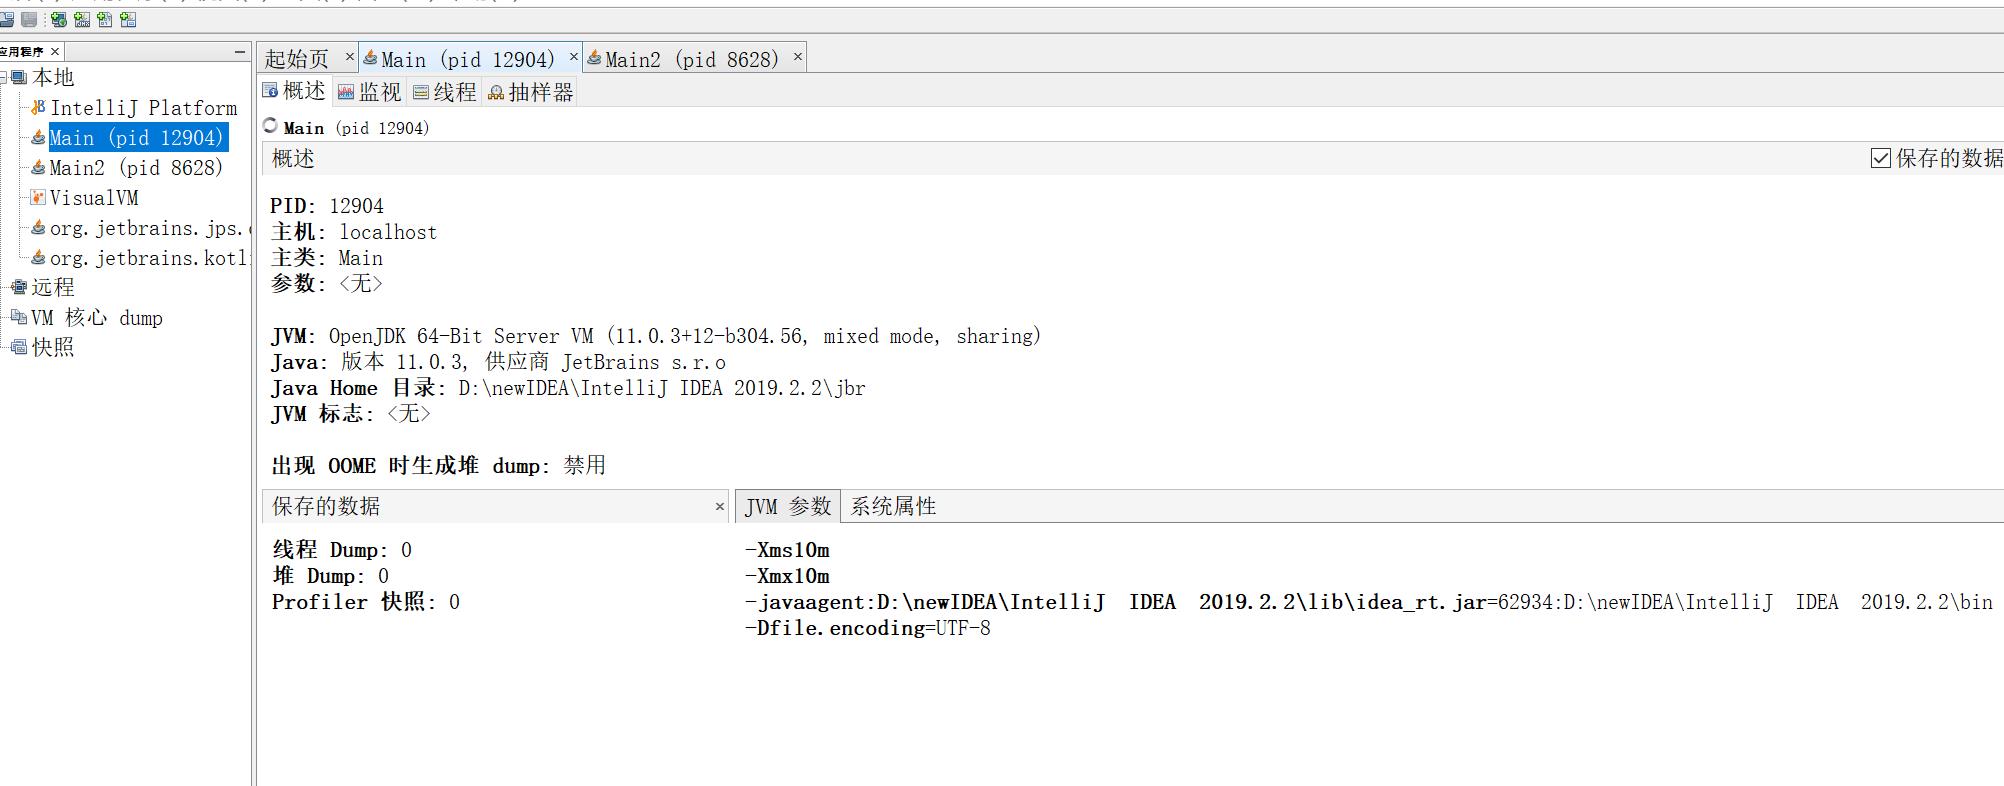 应用程序 ×
本地
IntelliJ Platform
Main (pid 12904)
Main2 (pid 8628)
VisualVM
org.jetbrains.jps.
org.jetbrains.kotl
远程
VM 核心 dump
快照
起始页 × Main (pid 12904) × Main2 (pid 8628) ×
概述 监视 线程 抽样器
Main (pid 12904)
概述 保存的数据
PID: 12904
主机: localhost
主类: Main
参数: <无>
JVM: OpenJDK 64-Bit Server VM (11.0.3+12-b304.56, mixed mode, sharing)
Java: 版本 11.0.3, 供应商 JetBrains s.r.o
Java Home 目录: D:\newIDEA\IntelliJ IDEA 2019.2.2\jbr
JVM 标志: <无>
出现 OOME 时生成堆 dump: 禁用
保存的数据 ×
线程 Dump: 0
堆 Dump: 0
Profiler 快照: 0
JVM 参数 系统属性
-Xms10m
-Xmx10m
-javaagent:D:\newIDEA\IntelliJ IDEA 2019.2.2\lib\idea_rt.jar=62934:D:\newIDEA\IntelliJ IDEA 2019.2.2\bin
-Dfile.encoding=UTF-8